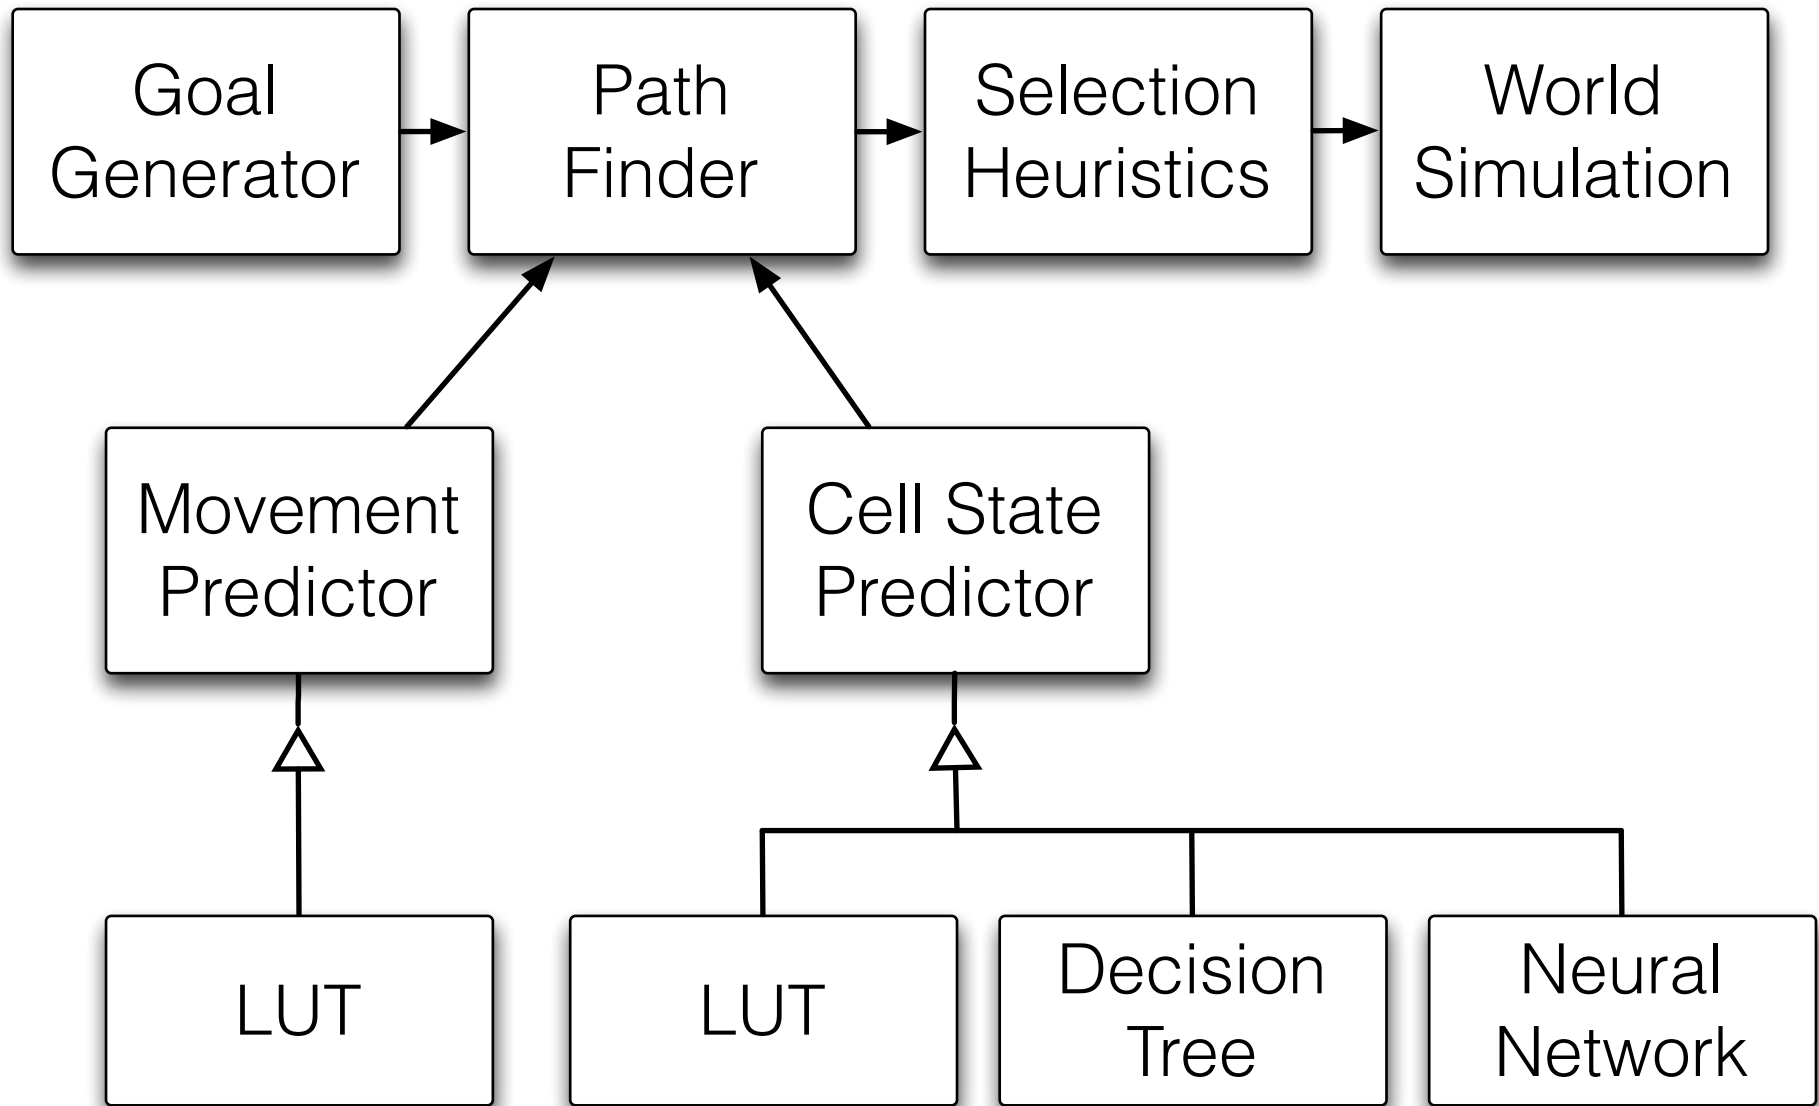 Goal
Generator
Path
Finder
Selection
Heuristics
World
Simulation
Movement
Predictor
Cell State
Predictor
LUT
LUT
Decision
Tree
Neural
Network